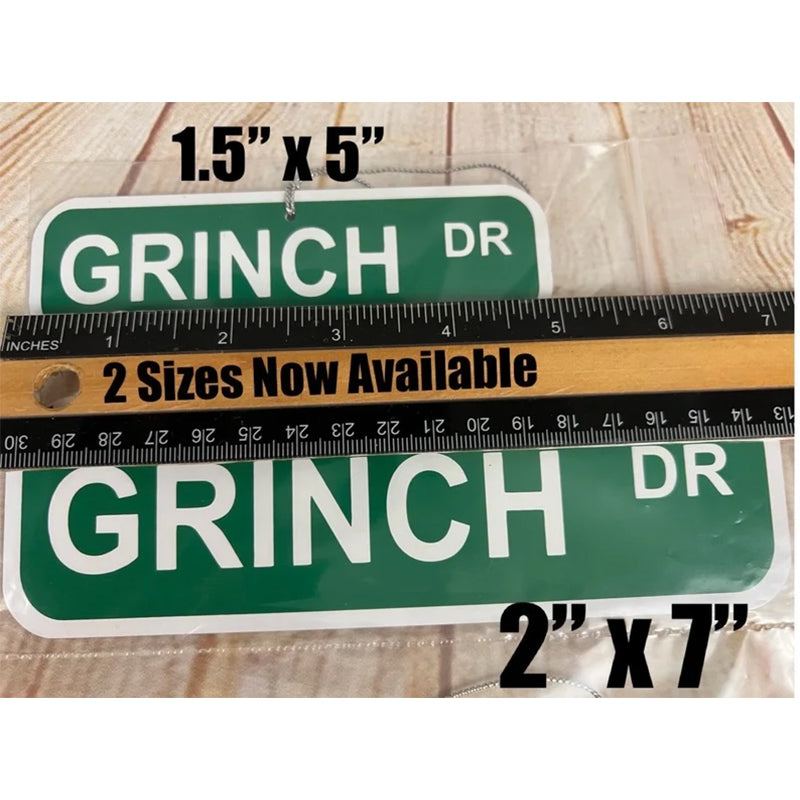 1.5” x 5”
GRINCH DR
INCHES 1 2 3 4 5 6 7
2 Sizes Now Available
30 29 28 27 26 25 24 23 22 21 20 19 18 17 16 15 14 13
GRINCH DR
2” x 7”